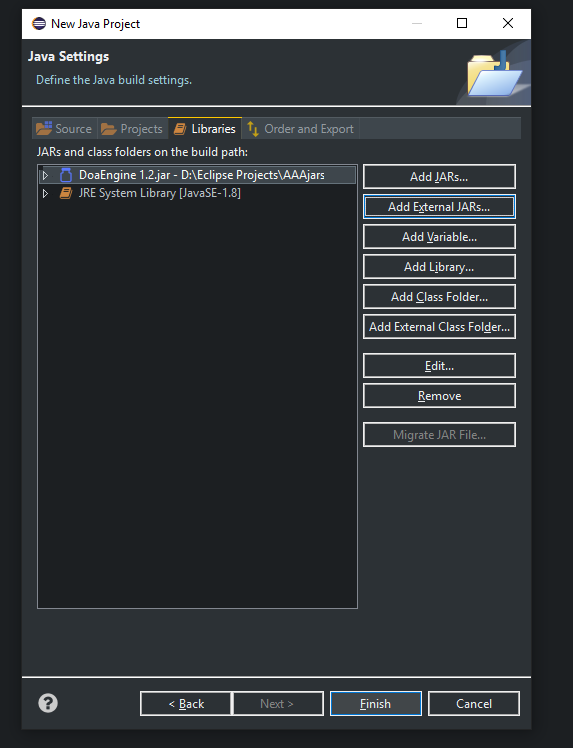 New Java Project
Java Settings
Define the Java build settings.
Source Projects Libraries Order and Export
JARs and class folders on the build path:
DoaEngine 1.2.jar - D:\Eclipse Projects\AAAjars
JRE System Library [JavaSE-1.8]
Add JARs...
Add External JARs...
Add Variable...
Add Library...
Add Class Folder...
Add External Class Folder...
Edit...
Remove
Migrate JAR File...
?
< Back
Next >
Finish
Cancel